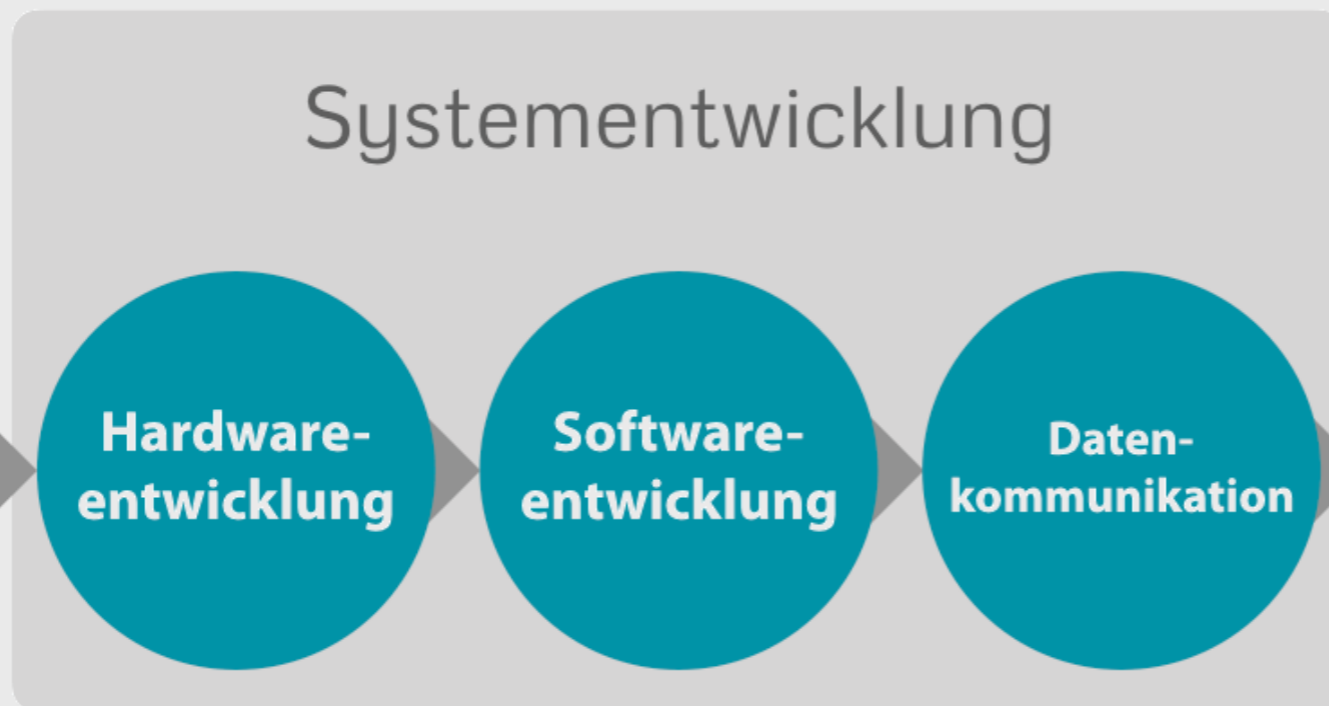 Systementwicklung
Hardware-
entwicklung
Software-
entwicklung
Daten-
kommunikation